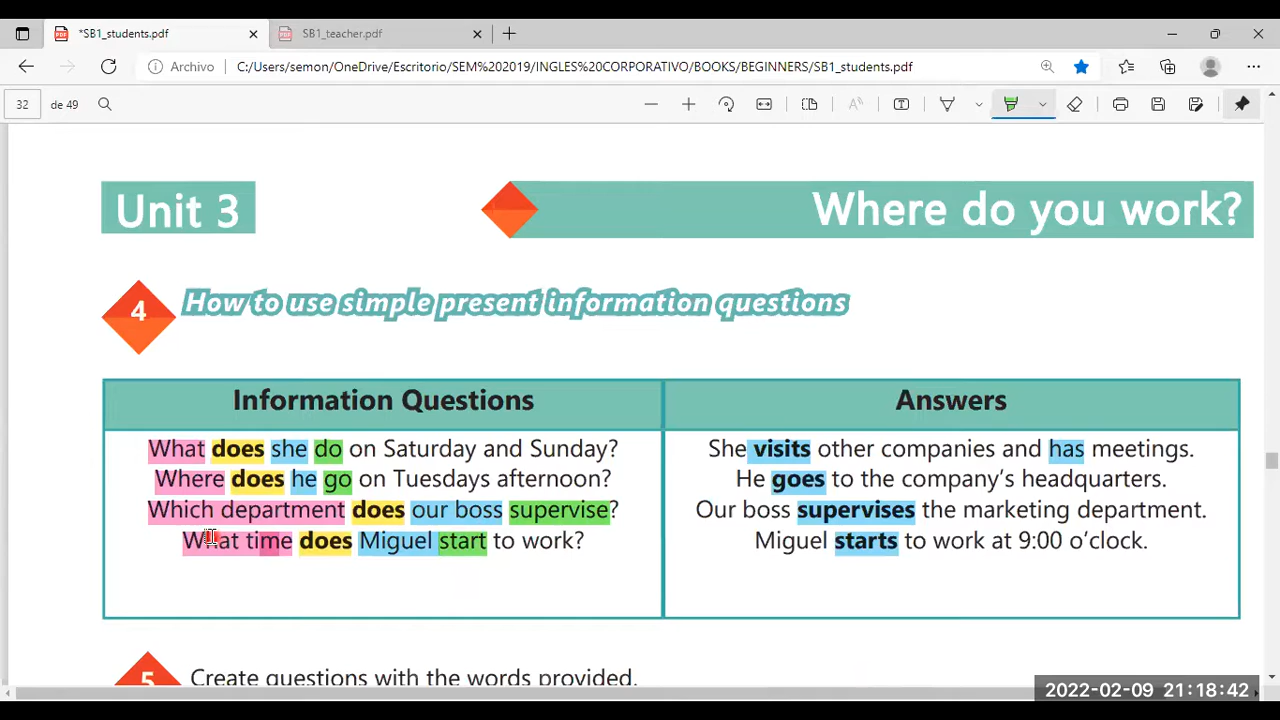 *SB1_students.pdf
SB1_teacher.pdf
Archivo
C:/Users/semon/OneDrive/Escritorio/SEM%202019/INGLES%20CORPORATIVO/BOOKS/BEGINNERS/SB1_students.pdf
32 de 49
Unit 3
Where do you work?
4 How to use simple present information questions
Information Questions
Answers
What does she do on Saturday and Sunday?
She visits other companies and has meetings.
Where does he go on Tuesdays afternoon?
He goes to the company's headquarters.
Which department does our boss supervise?
Our boss supervises the marketing department.
What time does Miguel start to work?
Miguel starts to work at 9:00 o'clock.
5 Create questions with the words provided.
2022-02-09 21:18:42